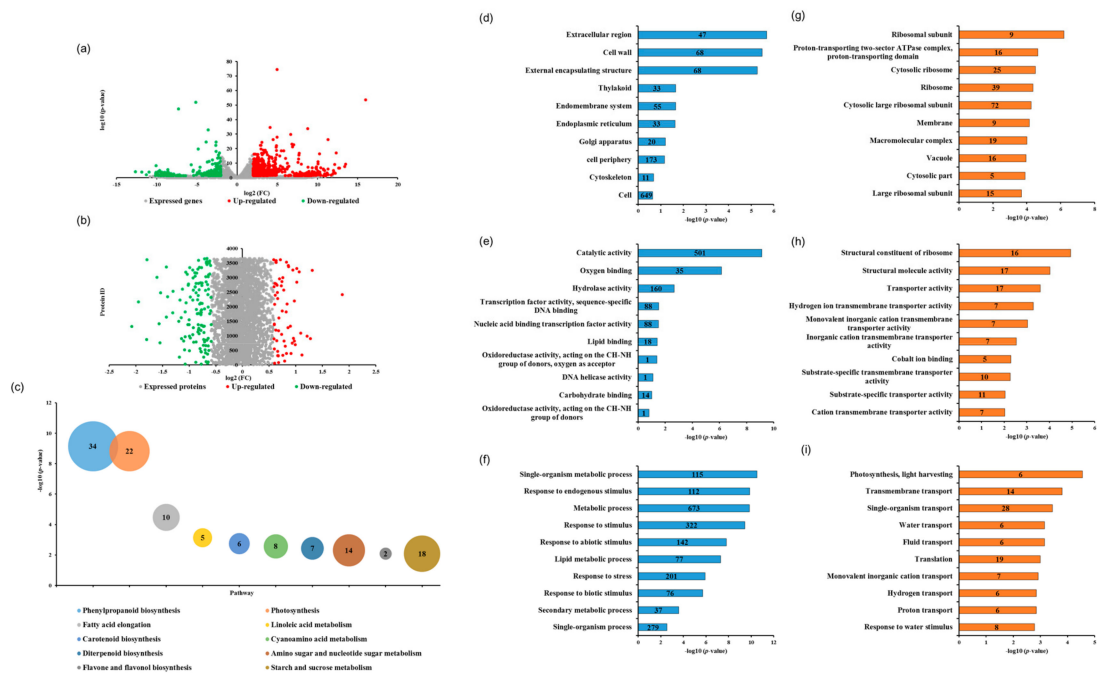 (a)
80
70
60
50
40
30
20
10
0
log10 (p-value)
-15 -10 -5 0 5 10 15 20
log2 (FC)
Expressed genes Up-regulated Down-regulated
(b)
4000
3500
3000
2500
2000
1500
1000
500
0
Protein ID
-2.5 -2 -1.5 -1 -0.5 0 0.5 1 1.5 2 2.5
log2 (FC)
Expressed proteins Up-regulated Down-regulated
(c)
12
10
8
6
4
2
0
-log10 (p-value)
34
22
10
5
6
8
7
14
2
18
Pathway
Phenylpropanoid biosynthesis Photosynthesis
Fatty acid elongation Linoleic acid metabolism
Carotenoid biosynthesis Cyanoamino acid metabolism
Diterpenoid biosynthesis Amino sugar and nucleotide sugar metabolism
Flavone and flavonol biosynthesis Starch and sucrose metabolism
(d)
Extracellular region 47
Cell wall 68
External encapsulating structure 68
Thylakoid 33
Endomembrane system 55
Endoplasmic reticulum 33
Golgi apparatus 20
cell periphery 173
Cytoskeleton 11
Cell 649
0 1 2 3 4 5 6
-log10 (p-value)
(e)
Catalytic activity 501
Oxygen binding 35
Hydrolase activity 160
Transcription factor activity, sequence-specific
DNA binding 88
Nucleic acid binding transcription factor activity 88
Lipid binding 18
Oxidoreductase activity, acting on the CH-NH
group of donors, oxygen as acceptor 1
DNA helicase activity 1
Carbohydrate binding 14
Oxidoreductase activity, acting on the CH-NH
group of donors 1
0 2 4 6 8 10
-log10 (p-value)
(f)
Single-organism metabolic process 115
Response to endogenous stimulus 112
Metabolic process 673
Response to stimulus 322
Response to abiotic stimulus 142
Lipid metabolic process 77
Response to stress 201
Response to biotic stimulus 76
Secondary metabolic process 37
Single-organism process 279
0 2 4 6 8 10 12
-log10 (p-value)
(g)
Ribosomal subunit 9
Proton-transporting two-sector ATPase complex,
proton-transporting domain 16
Cytosolic ribosome 25
Ribosome 39
Cytosolic large ribosomal subunit 72
Membrane 9
Macromolecular complex 19
Vacuole 16
Cytosolic part 5
Large ribosomal subunit 15
0 2 4 6 8
-log10 (p-value)
(h)
Structural constituent of ribosome 16
Structural molecule activity 17
Transporter activity 17
Hydrogen ion transmembrane transporter activity 7
Monovalent inorganic cation transmembrane
transporter activity 7
Inorganic cation transmembrane transporter
activity 7
Cobalt ion binding 5
Substrate-specific transmembrane transporter
activity 10
Substrate-specific transporter activity 11
Cation transmembrane transporter activity 7
0 1 2 3 4 5 6
-log10 (p-value)
(i)
Photosynthesis, light harvesting 6
Transmembrane transport 14
Single-organism transport 28
Water transport 6
Fluid transport 6
Translation 19
Monovalent inorganic cation transport 7
Hydrogen transport 6
Proton transport 6
Response to water stimulus 8
0 1 2 3 4 5
-log10 (p-value)